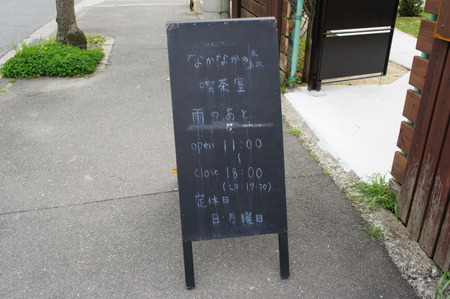 なかなかの森
喫茶室
雨のあと
open 11:00
~
close 18:00
(LO 17:30)
定休日
日・月曜日